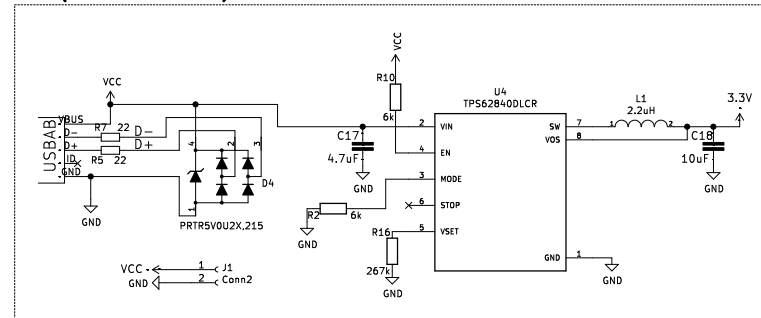 VCC
VCC
R10
6k
U4
TPS62840DLCR
L1
2.2uH
3.3V
USBAB
VBUS
D-
R7 22 D-
D+
R5 22 D+
ID
GND
GND
4
2
3
1
D4
PRTR5V0U2X,215
C17
4.7uF
GND
2 VIN
4 EN
3 MODE
6 STOP
5 VSET
SW 7
VOS 8
GND 1
1 2
C18
10uF
GND
R2 6k
GND
R16
267k
GND
GND
VCC 1 J1
GND 2 Conn2